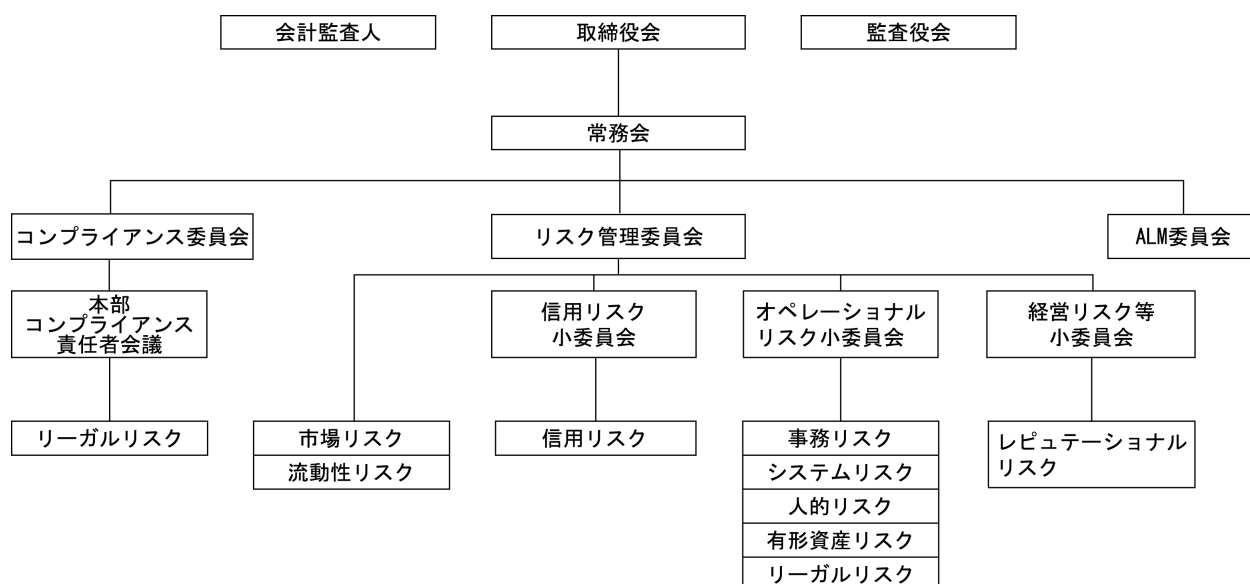 会計監査人
取締役会
監査役会
常務会
コンプライアンス委員会
リスク管理委員会
ALM委員会
本部
コンプライアンス
責任者会議
信用リスク
小委員会
オペレーショナル
リスク小委員会
経営リスク等
小委員会
リーガルリスク
市場リスク
流動性リスク
信用リスク
事務リスク
システムリスク
人的リスク
有形資産リスク
リーガルリスク
レピュテーショナル
リスク